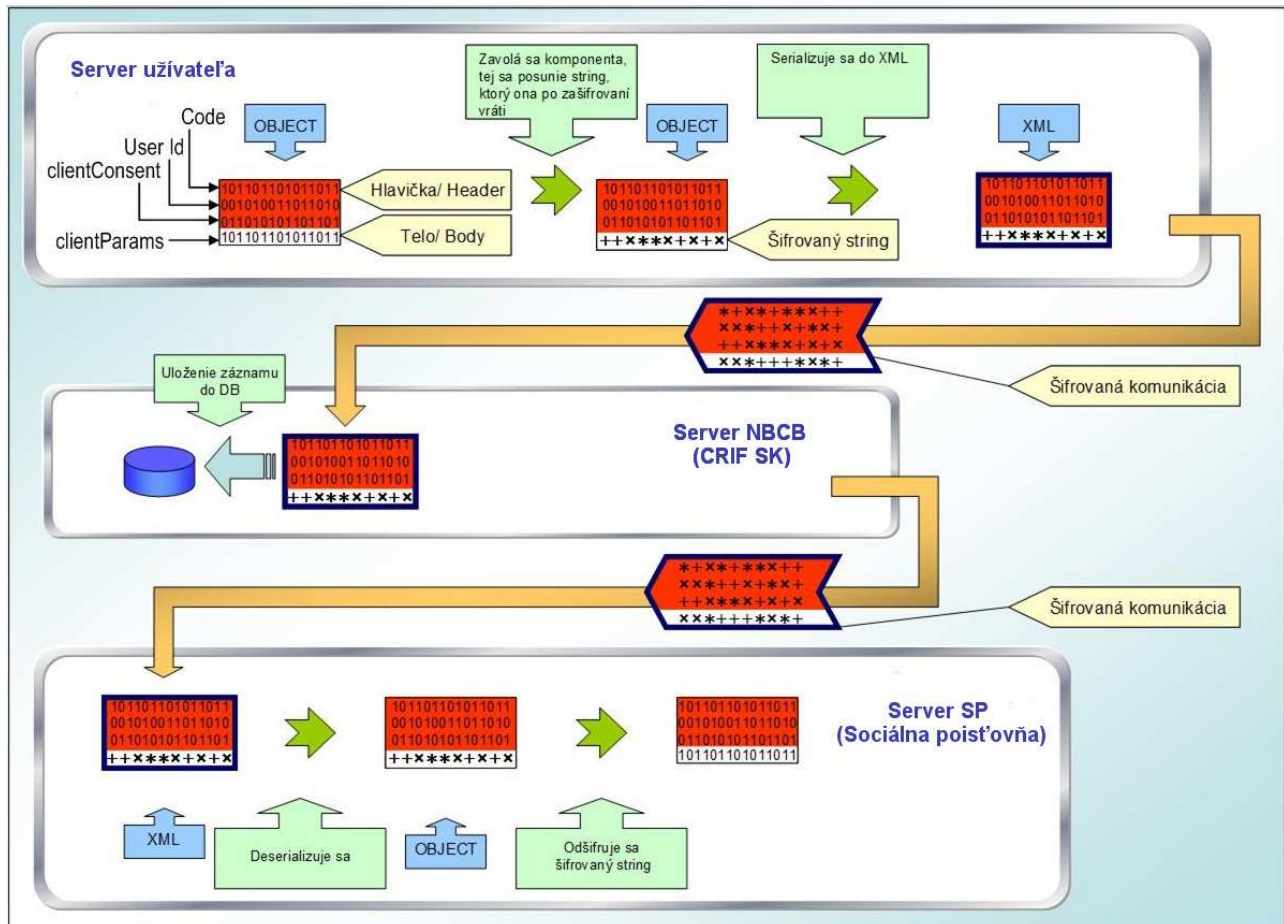 Server užívateľa
Code
User Id
clientConsent
clientParams
OBJECT
1011011010110​11
001010011011010
011010101101101
101101101011011
Hlavička/ Header
Telo/ Body
Zavolá sa komponenta,
tej sa posunie string,
ktorý ona po zašifrovaní
vráti
OBJECT
101101101011011
001010011011010
011010101101101
++×**×+×+×
Šifrovaný string
Serializuje sa do XML
XML
101101101011011
001010011011010
011010101101101
++×**×+×+×
*+×*+**×++
××*++×+*×+
++×**×+×+×
××*+++*×*+
Šifrovaná komunikácia
Uloženie záznamu
do DB
101101101011011
001010011011010
011010101101101
++×**×+×+×
Server NBCB
(CRIF SK)
*+×*+**×++
××*++×+*×+
++×**×+×+×
××*+++*×*+
Šifrovaná komunikácia
Server SP
(Sociálna poisťovňa)
101101101011011
001010011011010
011010101101101
++×**×+×+×
101101101011011
001010011011010
011010101101101
++×**×+×+×
101101101011011
001010011011010
011010101101101
101101101011011
XML
Deserializuje sa
OBJECT
Odšifruje sa
šifrovaný string